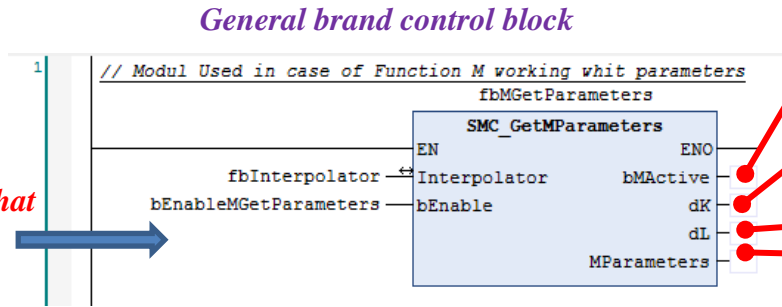 General brand control block
1
// Modul Used in case of Function M working whit parameters
fbMGetParameters
SMC_GetMParameters
EN ENO
fbInterpolator Interpolator bMActive
hat
bEnableMGetParameters bEnable dK
dL
MParameters